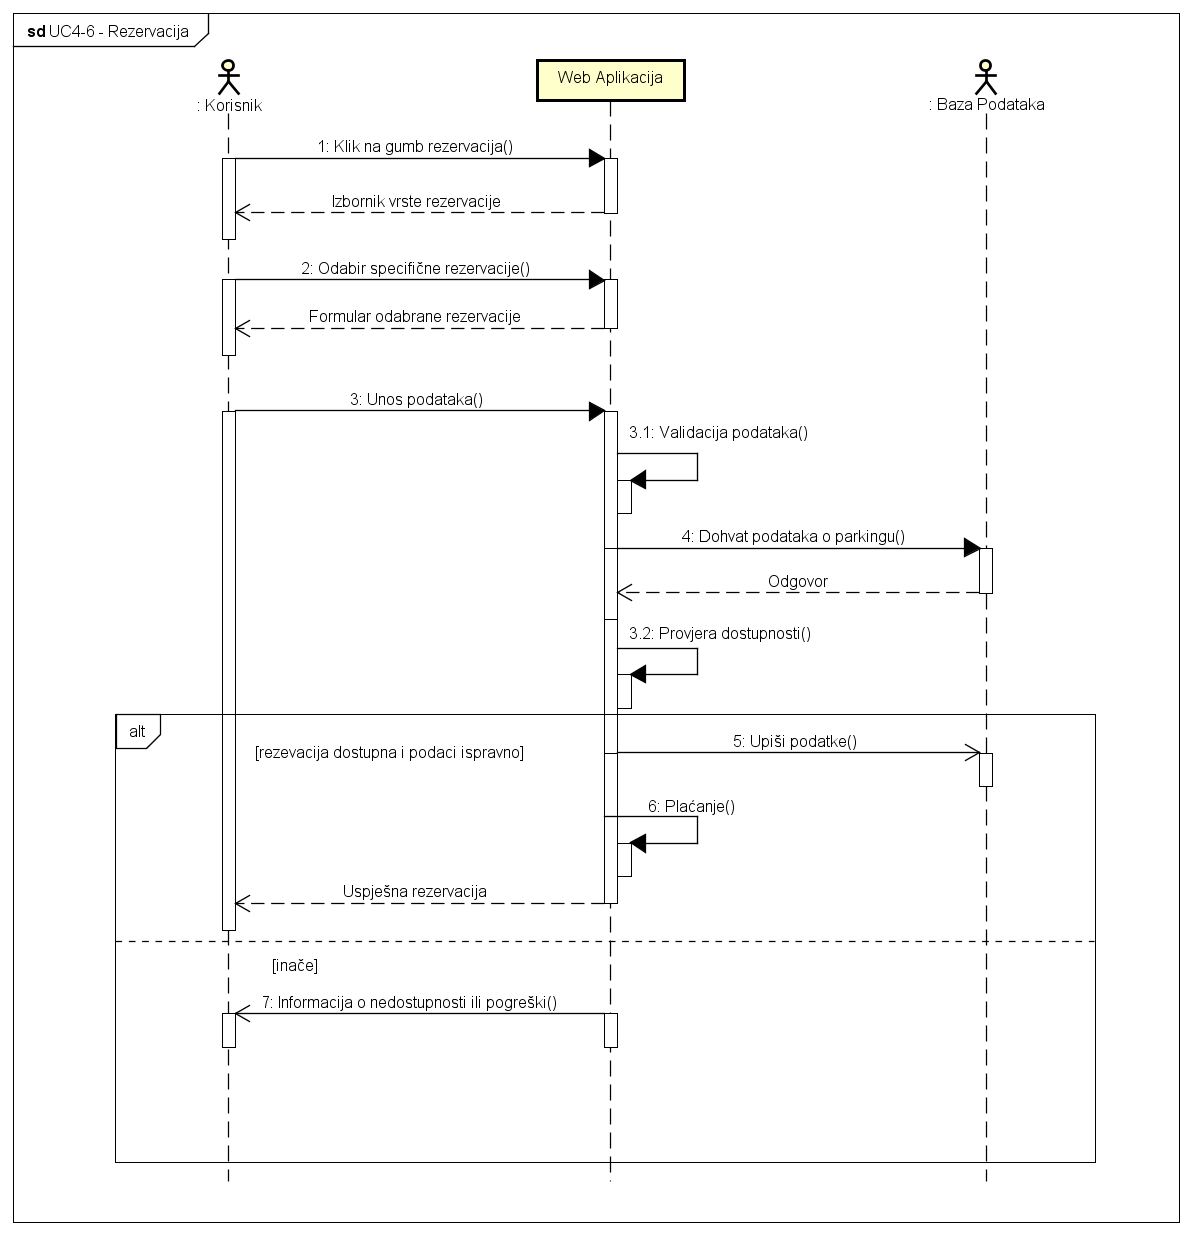 sd UC4-6 - Rezervacija
: Korisnik
Web Aplikacija
: Baza Podataka
1: Klik na gumb rezervacija()
Izbornik vrste rezervacije
2: Odabir specifične rezervacije()
Formular odabrane rezervacije
3: Unos podataka()
3.1: Validacija podataka()
4: Dohvat podataka o parkingu()
Odgovor
3.2: Provjera dostupnosti()
alt
[rezevacija dostupna i podaci ispravno]
5: Upiši podatke()
6: Plaćanje()
Uspješna rezervacija
[inače]
7: Informacija o nedostupnosti ili pogreški()